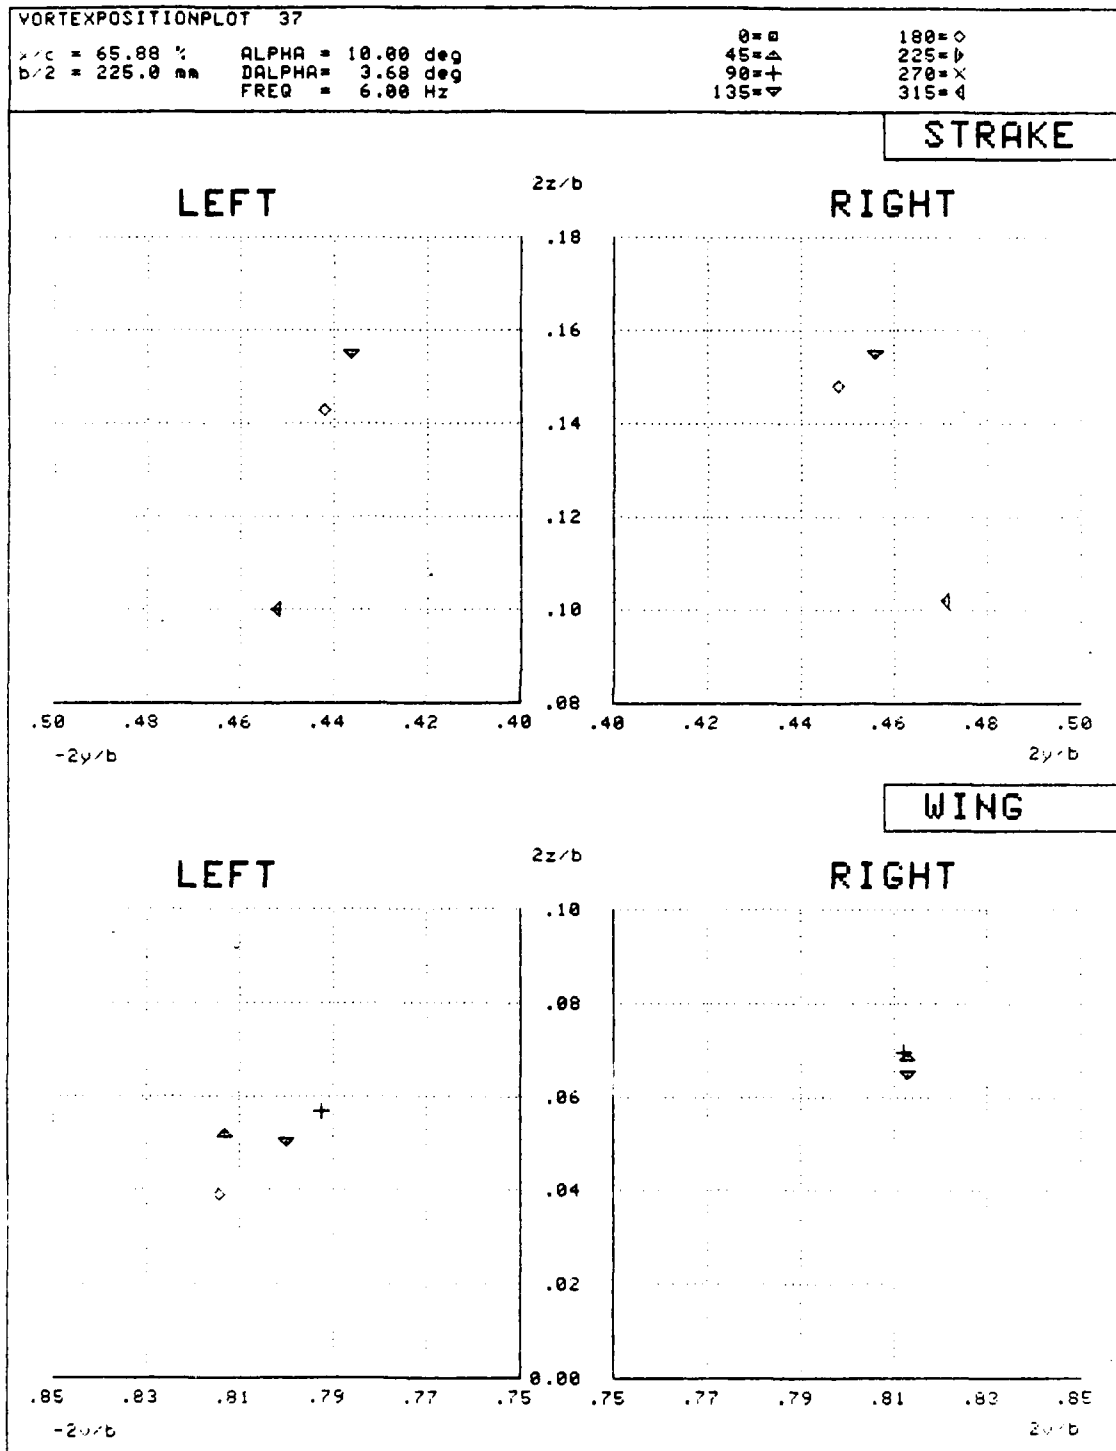 VORTEXPOSITIONPLOT 37
x/c = 65.88 % ALPHA = 10.00 deg 0= 180=
b/2 = 225.0 mm DALPHA= 3.68 deg 45= 225=
FREQ = 6.00 Hz 90= 270=
135= 315=
STRAKE
2z/b
LEFT RIGHT
.18
.16
.14
.12
.10
.08
.50 .48 .46 .44 .42 .40 .40 .42 .44 .46 .48 .50
-2y/b 2y/b
WING
2z/b
LEFT RIGHT
.10
.08
.06
.04
.02
0.00
.85 .83 .81 .79 .77 .75 .75 .77 .79 .81 .83 .85
-2y/b 2y/b